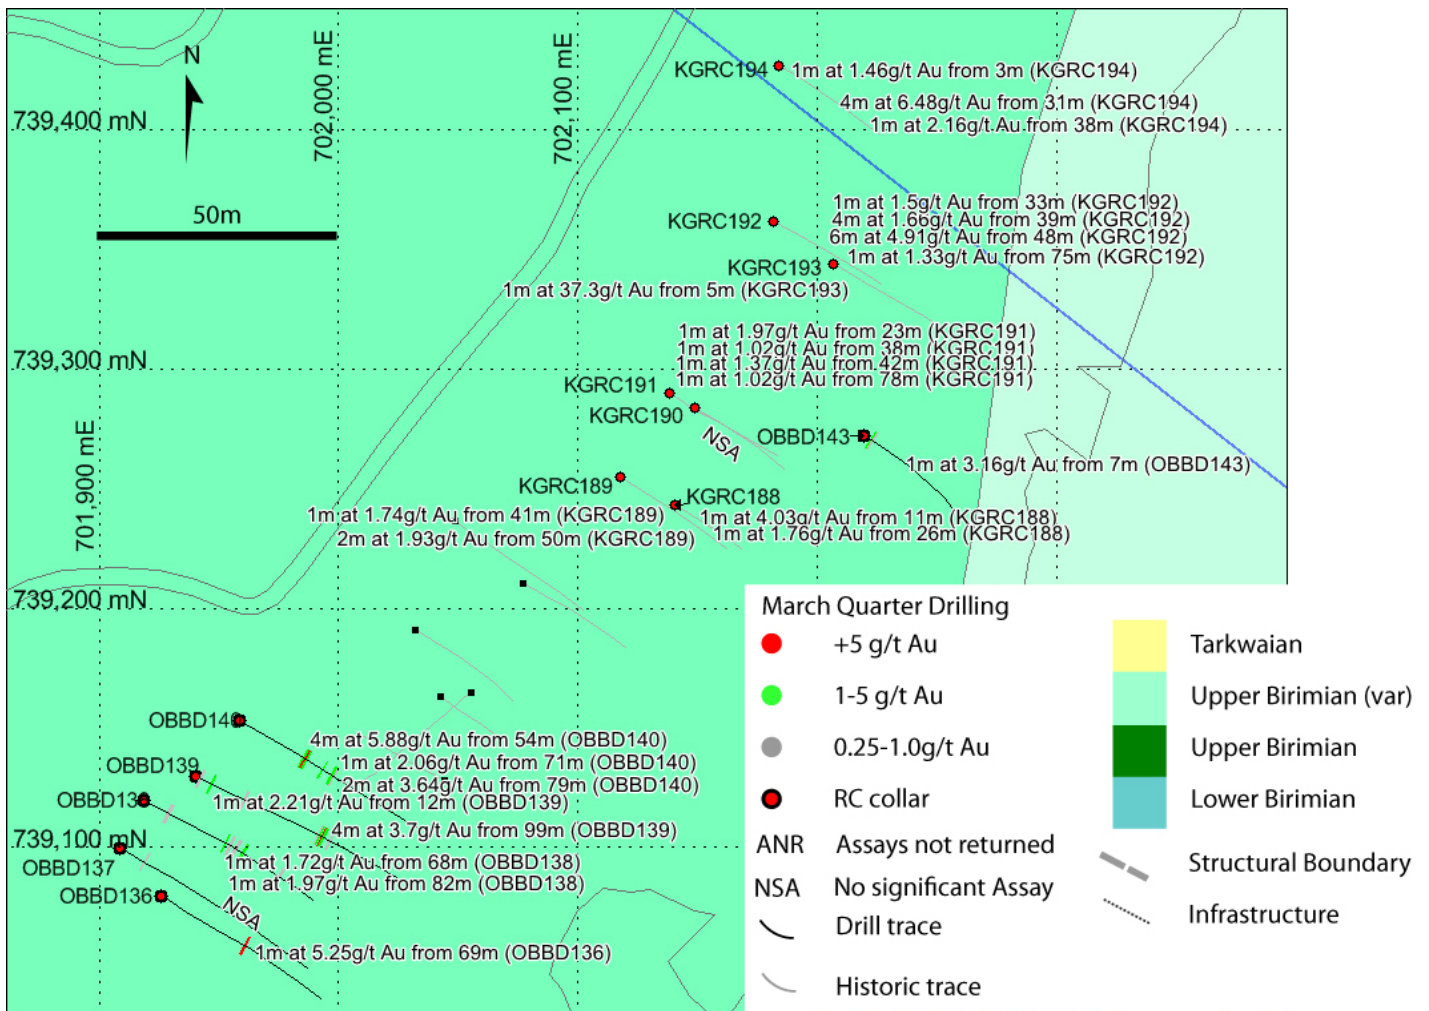 N
702,000 mE
702,100 mE
KGRC194
1m at 1.46g/t Au from 3m (KGRC194)
4m at 6.48g/t Au from 31m (KGRC194)
739,400 mN
1m at 2.16g/t Au from 38m (KGRC194)
50m
1m at 1.5g/t Au from 33m (KGRC192)
KGRC192
4m at 1.66g/t Au from 39m (KGRC192)
6m at 4.91g/t Au from 48m (KGRC192)
1m at 1.33g/t Au from 75m (KGRC192)
KGRC193
1m at 37.3g/t Au from 5m (KGRC193)
1m at 1.97g/t Au from 23m (KGRC191)
1m at 1.02g/t Au from 38m (KGRC191)
739,300 mN
1m at 1.37g/t Au from 42m (KGRC191)
1m at 1.02g/t Au from 78m (KGRC191)
KGRC191
KGRC190
NSA
OBBD143
701,900 mE
1m at 3.16g/t Au from 7m (OBBD143)
KGRC189
KGRC188
1m at 1.74g/t Au from 41m (KGRC189)
1m at 4.03g/t Au from 11m (KGRC188)
2m at 1.93g/t Au from 50m (KGRC189)
1m at 1.76g/t Au from 26m (KGRC188)
739,200 mN
OBBD140
4m at 5.88g/t Au from 54m (OBBD140)
1m at 2.06g/t Au from 71m (OBBD140)
OBBD139
2m at 3.64g/t Au from 79m (OBBD140)
OBBD138
1m at 2.21g/t Au from 12m (OBBD139)
4m at 3.7g/t Au from 99m (OBBD139)
739,100 mN
1m at 1.72g/t Au from 68m (OBBD138)
OBBD137
1m at 1.97g/t Au from 82m (OBBD138)
OBBD136
NSA
1m at 5.25g/t Au from 69m (OBBD136)
March Quarter Drilling
+5 g/t Au
1-5 g/t Au
0.25-1.0g/t Au
RC collar
ANR Assays not returned
NSA No significant Assay
Drill trace
Historic trace
Tarkwaian
Upper Birimian (var)
Upper Birimian
Lower Birimian
Structural Boundary
Infrastructure